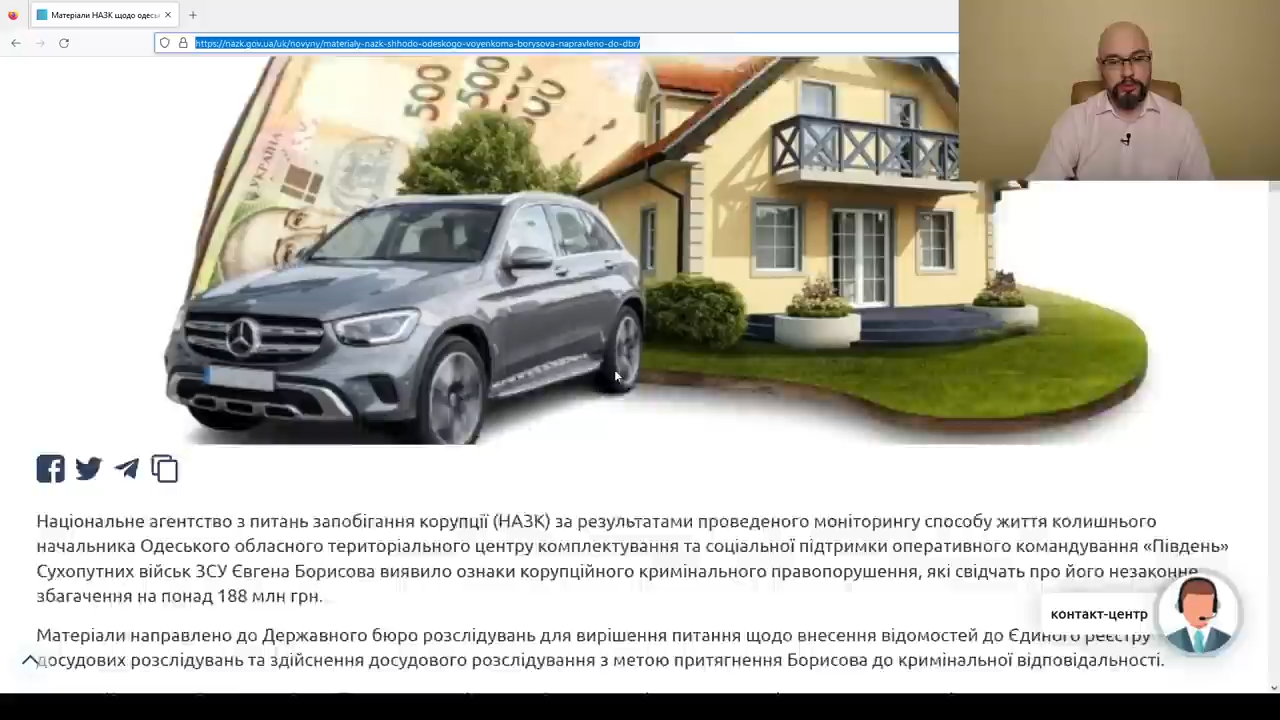 Матеріали НАЗК щодо одесь
https://nazk.gov.ua/uk/novyny/materialy-nazk-shhodo-odeskogo-voyenkoma-borysova-napravleno-do-dbr/
500
500
УКРАЇНА
Національне агентство з питань запобігання корупції (НАЗК) за результатами проведеного моніторингу способу життя колишнього
начальника Одеського обласного територіального центру комплектування та соціальної підтримки оперативного командування «Південь»
Сухопутних військ ЗСУ Євгена Борисова виявило ознаки корупційного кримінального правопорушення, які свідчать про його незаконне
збагачення на понад 188 млн грн.
контакт-центр
Матеріали направлено до Державного бюро розслідувань для вирішення питання щодо внесення відомостей до Єдиного реєстру
досудових розслідувань та здійснення досудового розслідування з метою притягнення Борисова до кримінальної відповідальності.